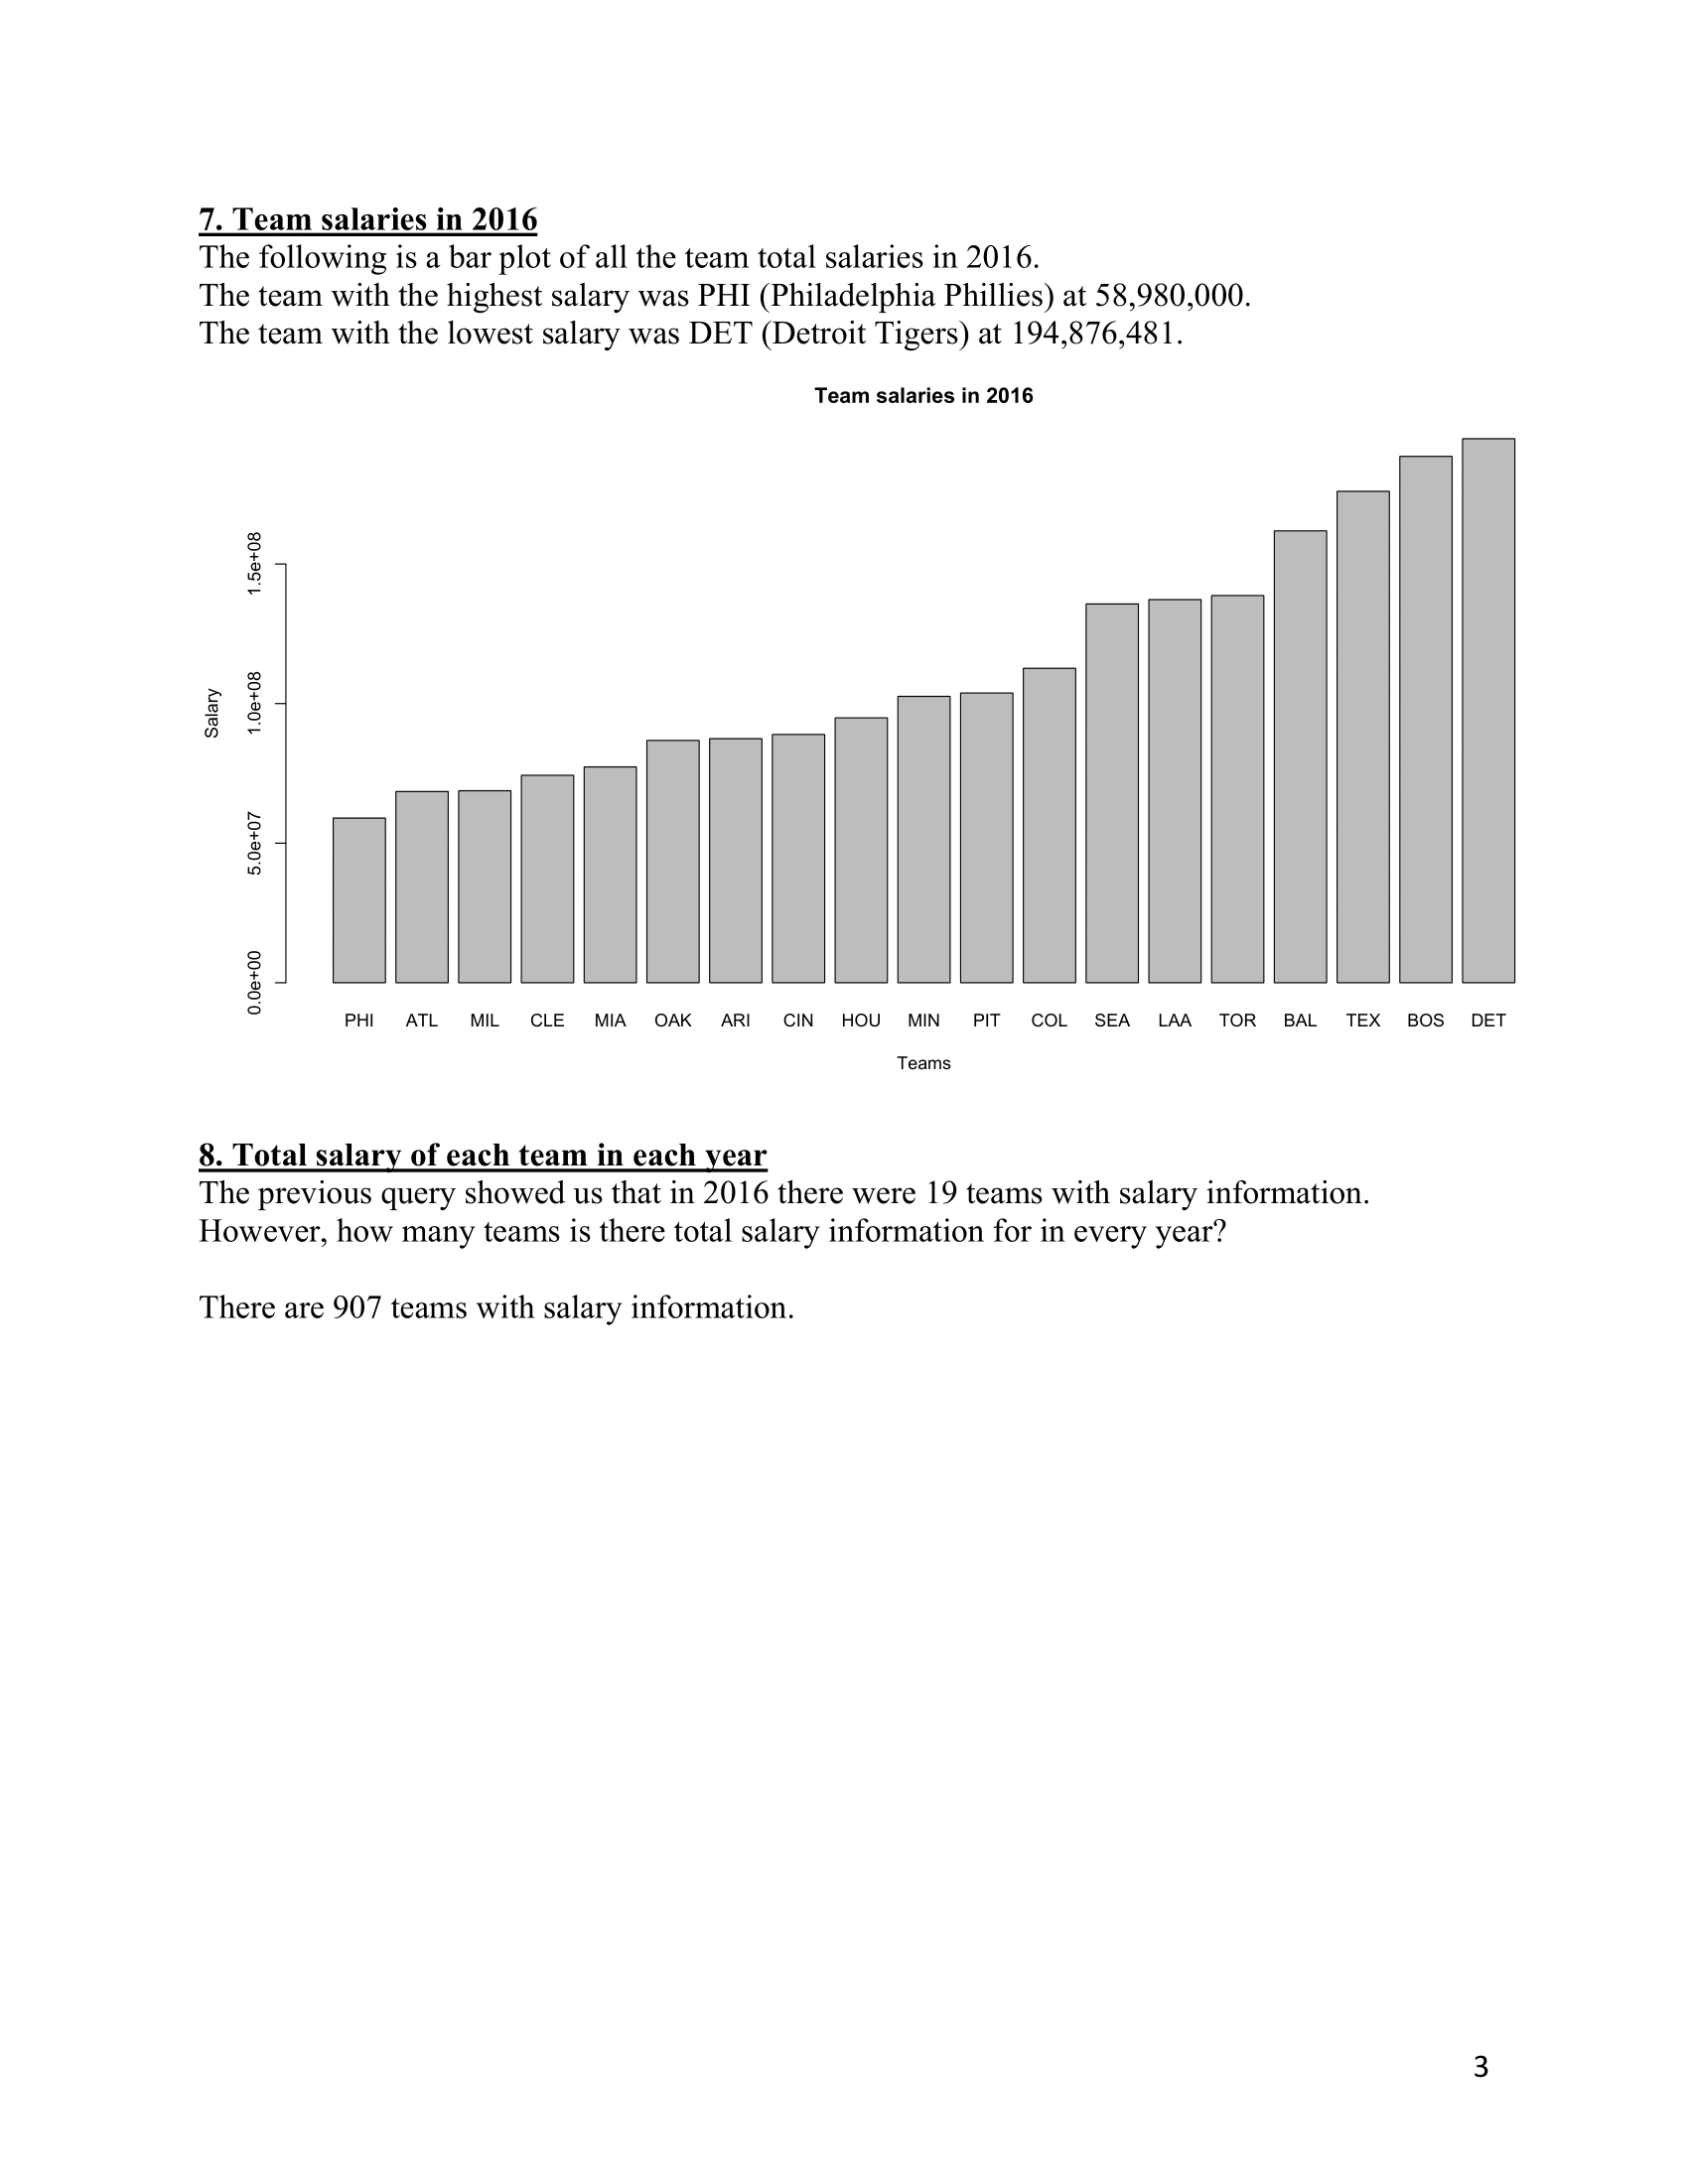 7. Team salaries in 2016
The following is a bar plot of all the team total salaries in 2016.
The team with the highest salary was PHI (Philadelphia Phillies) at 58,980,000.
The team with the lowest salary was DET (Detroit Tigers) at 194,876,481.
Team salaries in 2016
Salary
1.5e+08
1.0e+08
5.0e+07
0.0e+00
PHI ATL MIL CLE MIA OAK ARI CIN HOU MIN PIT COL SEA LAA TOR BAL TEX BOS DET
Teams
8. Total salary of each team in each year
The previous query showed us that in 2016 there were 19 teams with salary information.
However, how many teams is there total salary information for in every year?
There are 907 teams with salary information.
3